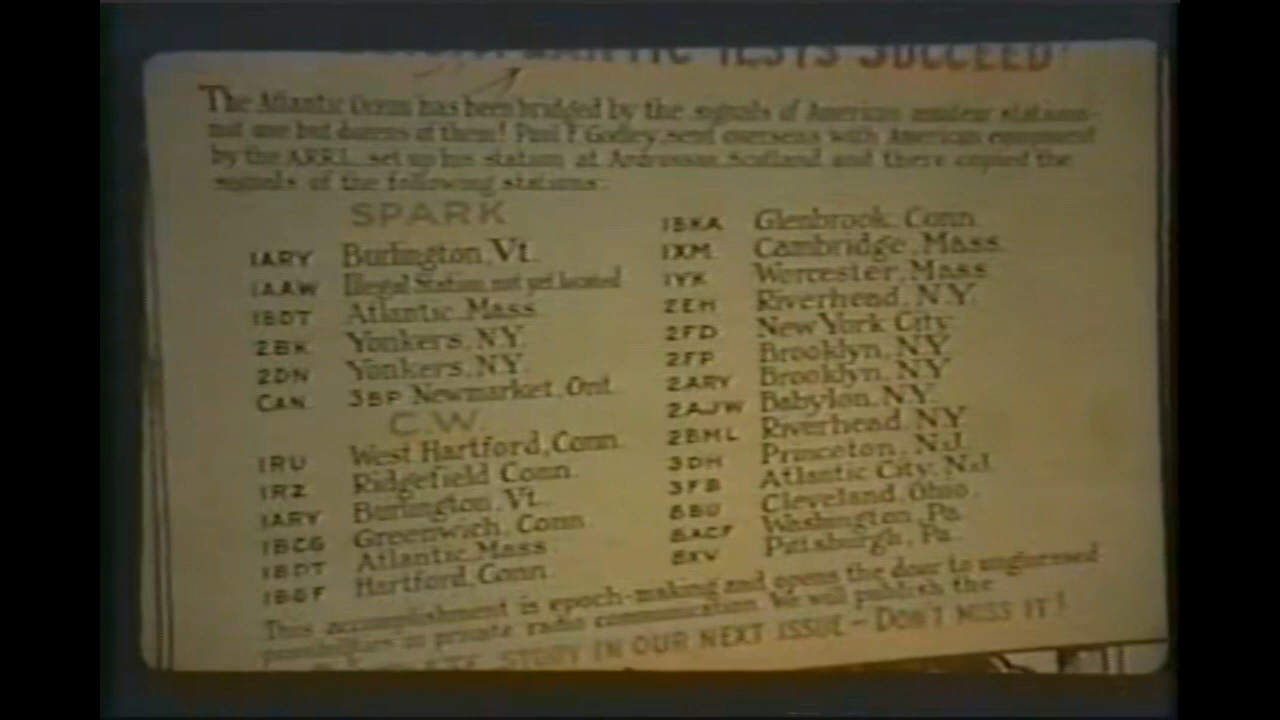 TESTS SUCCEED!
The Atlantic Ocean has been bridged by the signals of American amateur stations—
not one but dozens of them! Paul F Godley, sent overseas with American equipment
by the A.R.R.L. set up his station at Ardrossan, Scotland and there copied the
signals of the following stations:
SPARK
1ARY Burlington, Vt.
1AAW Illegal Station, not yet located
1BDT Atlantic, Mass.
2BK Yonkers, N.Y.
2DN Yonkers, N.Y.
CAN. 3BP Newmarket, Ont.
C.W.
1RU West Hartford, Conn.
1RZ Ridgefield Conn.
1ARY Burlington, Vt.
1BCG Greenwich, Conn.
1BDT Atlantic, Mass.
1BGF Hartford, Conn.
1BKA Glenbrook, Conn.
1XM Cambridge, Mass.
1YK Worcester, Mass.
2EH Riverhead, N.Y.
2FD New York City
2FP Brooklyn, N.Y.
2ARY Brooklyn, N.Y.
2AJW Babylon, N.Y.
2BML Riverhead, N.Y.
3DH Princeton, N.J.
3FB Atlantic City, N.J.
8BU Cleveland, Ohio.
8ACF Washington, Pa.
8XV Pittsburgh, Pa.
This accomplishment is epoch-making and opens the door to unguessed
possibilities in private radio communication. We will publish the
STORY IN OUR NEXT ISSUE – DON'T MISS IT!